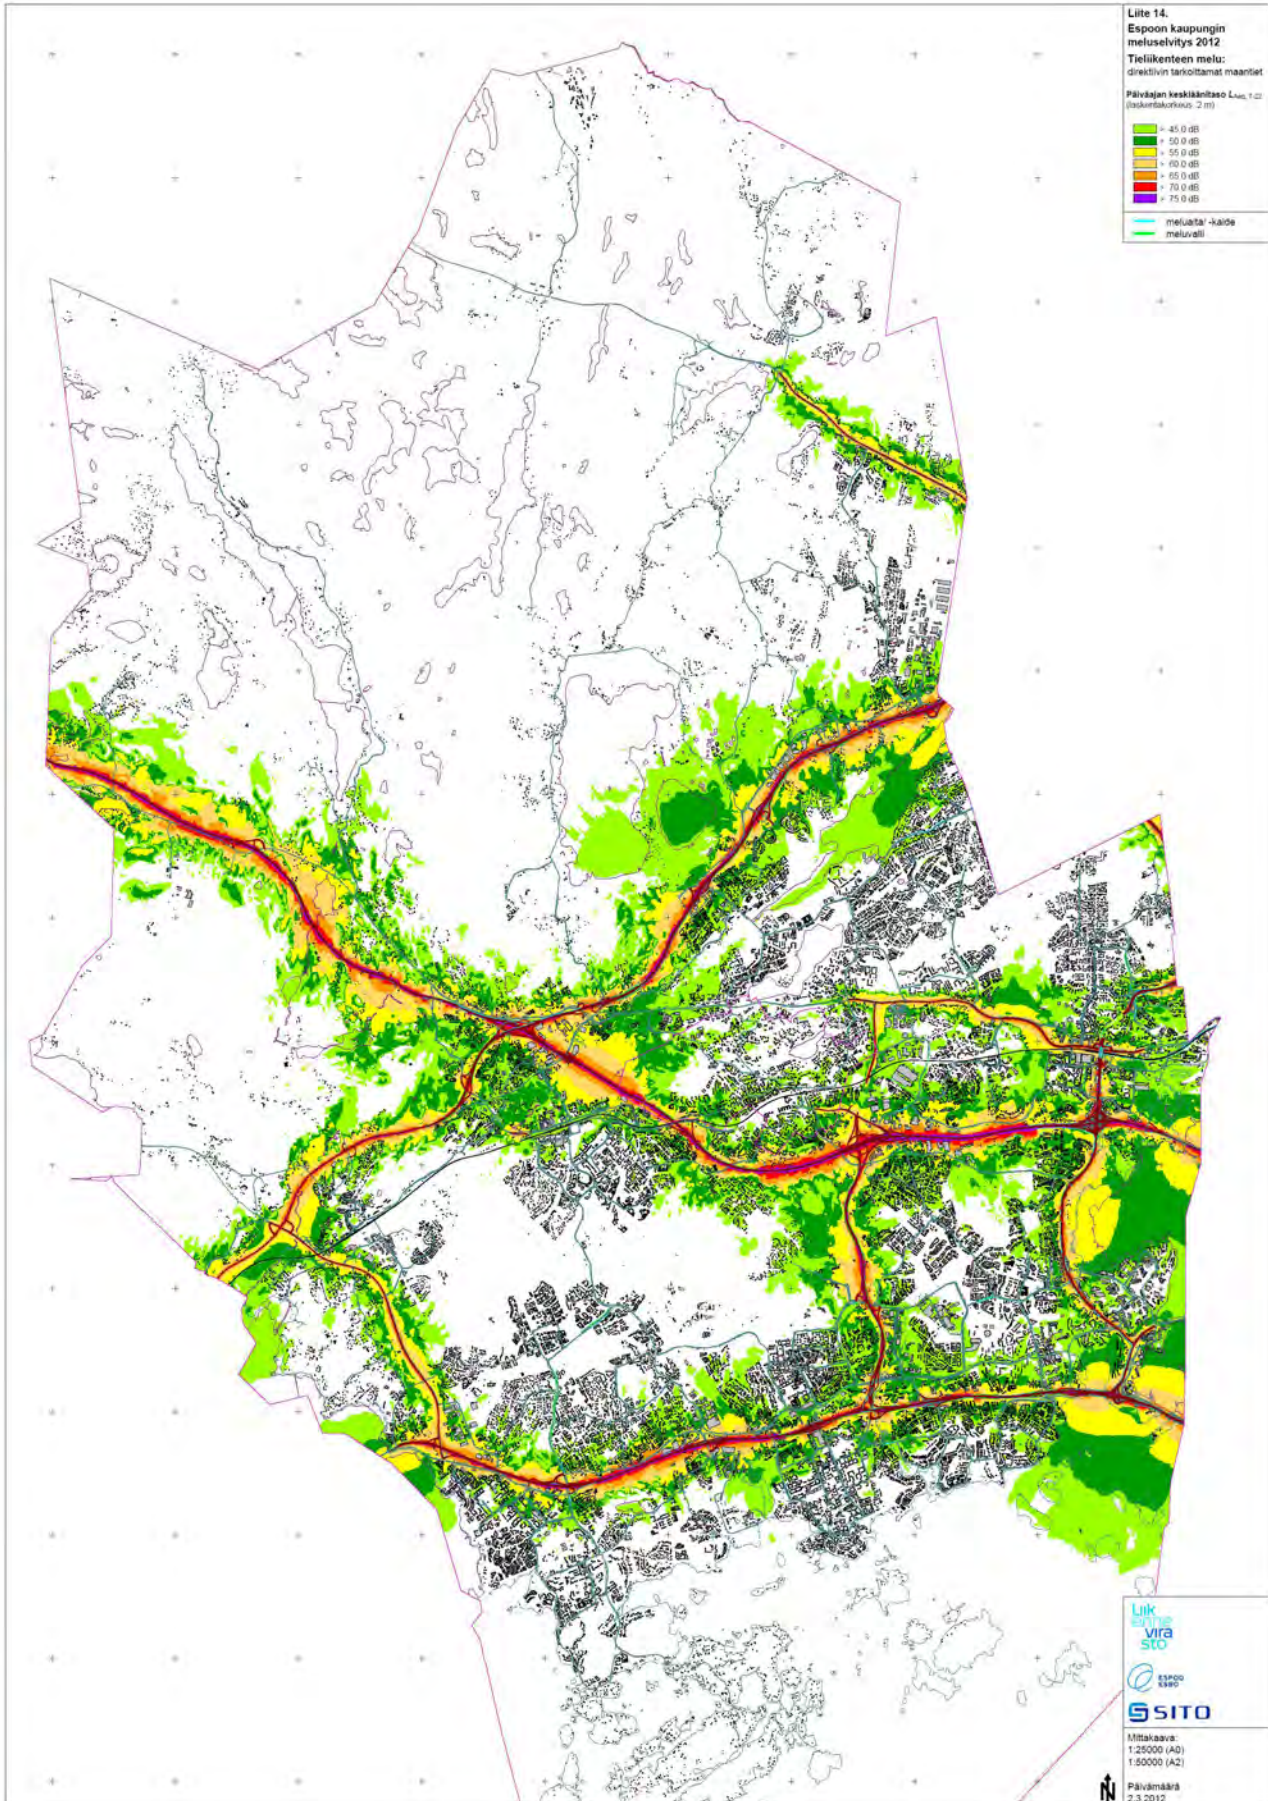 Liite 14.
Espoon kaupungin
meluselvitys 2012
Tieliikenteen melu:
direktiivin tarkoittamat maantiet
Päiväajan keskiäänitaso LAeq, 7-22
(laskentakorkeus 2 m)
> 45.0 dB
> 50.0 dB
> 55.0 dB
> 60.0 dB
> 65.0 dB
> 70.0 dB
> 75.0 dB
meluaita/ -kaide
meluvalli
Liik
enne
vira
sto
ESPOO
ESBO
SITO
Mittakaava:
1:25000 (A0)
1:50000 (A2)
N
Päivämäärä
2.3.2012